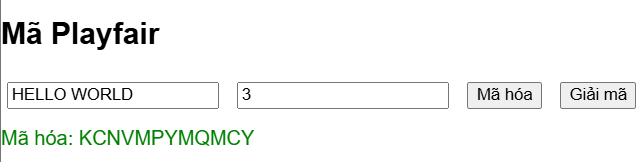 Mã Playfair
HELLO WORLD 3 Mã hóa Giải mã
Mã hóa: KCNVMPYMQMCY